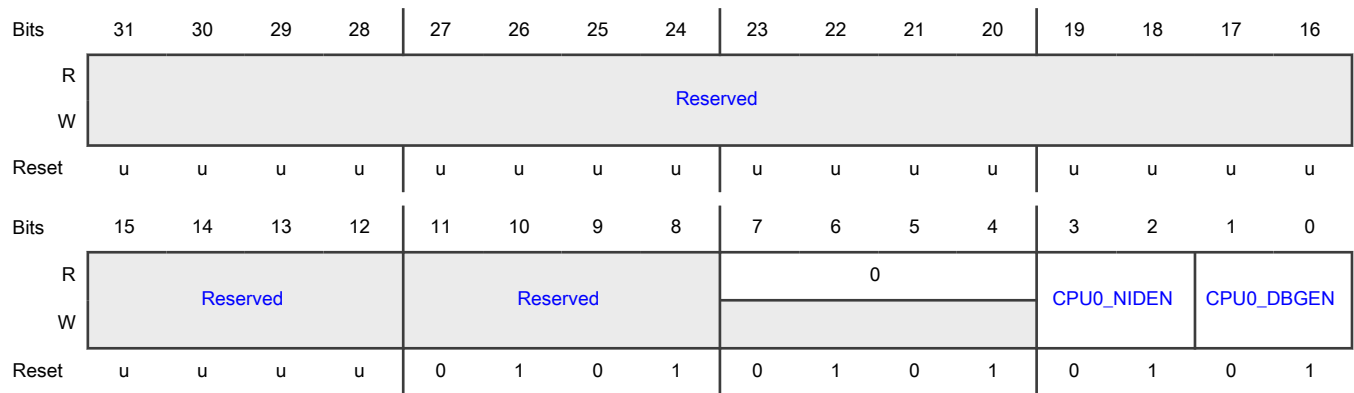 Bits 31 30 29 28 27 26 25 24 23 22 21 20 19 18 17 16
R
Reserved
W
Reset u u u u u u u u u u u u u u u u
Bits 15 14 13 12 11 10 9 8 7 6 5 4 3 2 1 0
R 0
Reserved Reserved CPU0_NIDEN CPU0_DBGEN
W
Reset u u u u 0 1 0 1 0 1 0 1 0 1 0 1